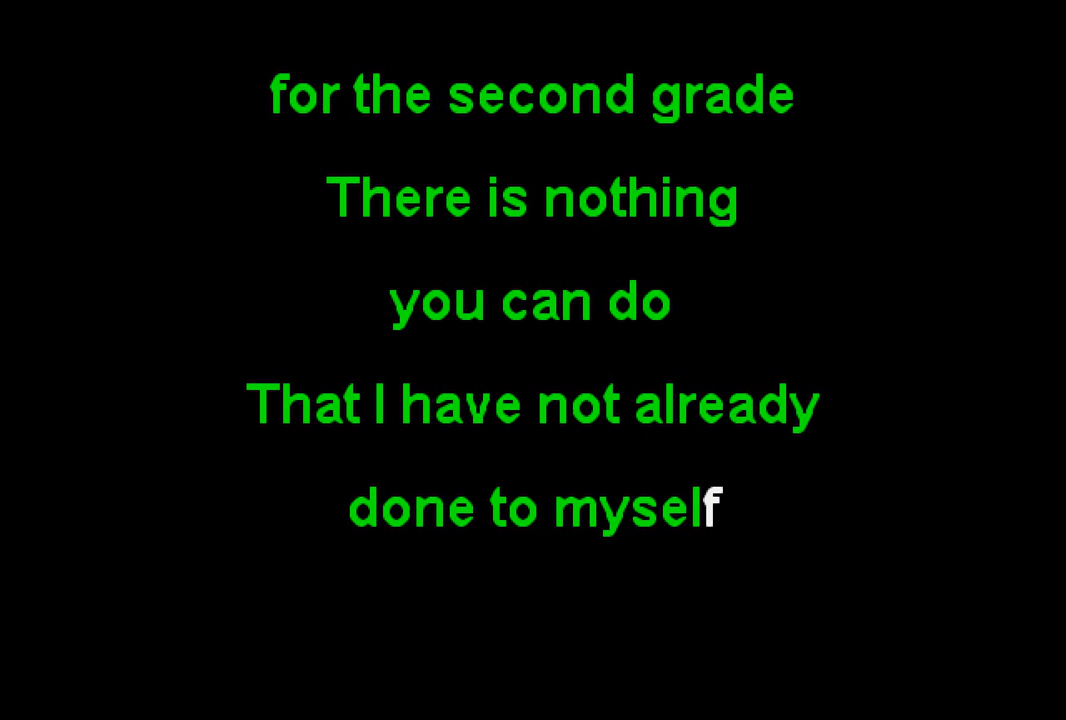 for the second grade
There is nothing
you can do
That I have not already
done to myself